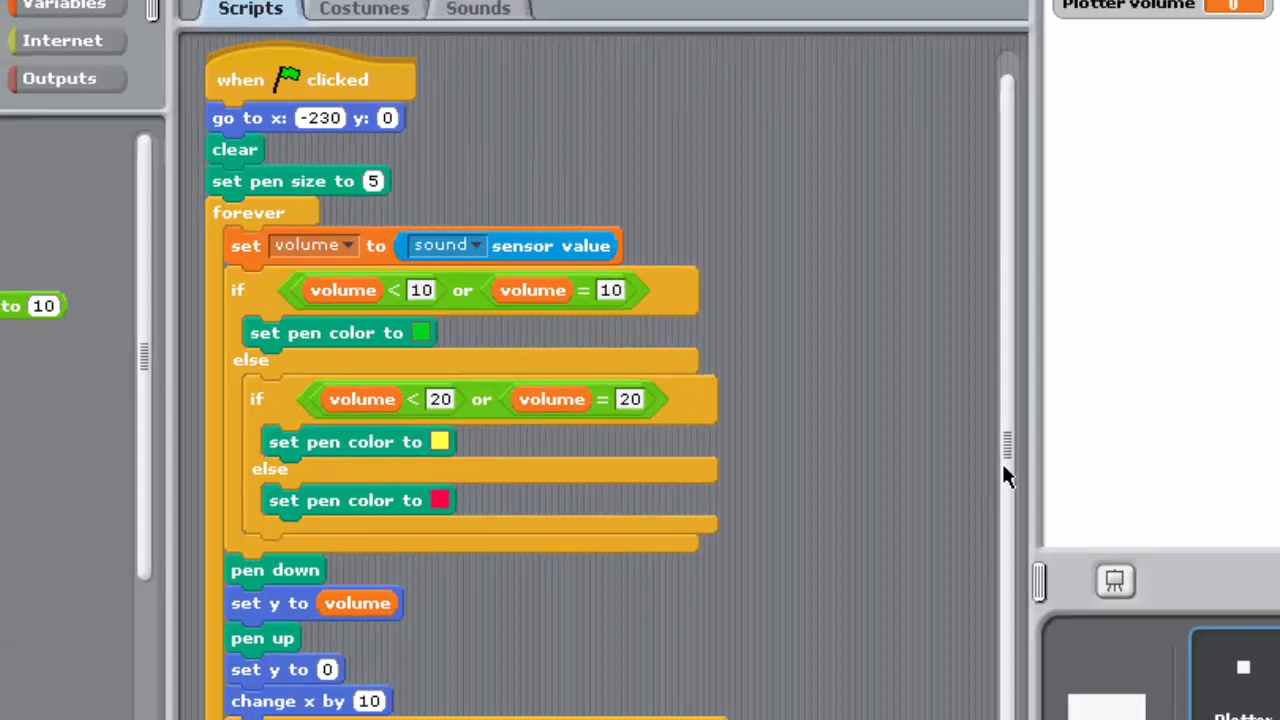 Variables
Scripts Costumes Sounds
Plotter volume 0
Internet
Outputs
when clicked
go to x: -230 y: 0
clear
set pen size to 5
forever
set volume to sound sensor value
if volume < 10 or volume = 10
to 10
set pen color to
else
if volume < 20 or volume = 20
set pen color to
else
set pen color to
pen down
set y to volume
pen up
set y to 0
change x by 10
Plotter